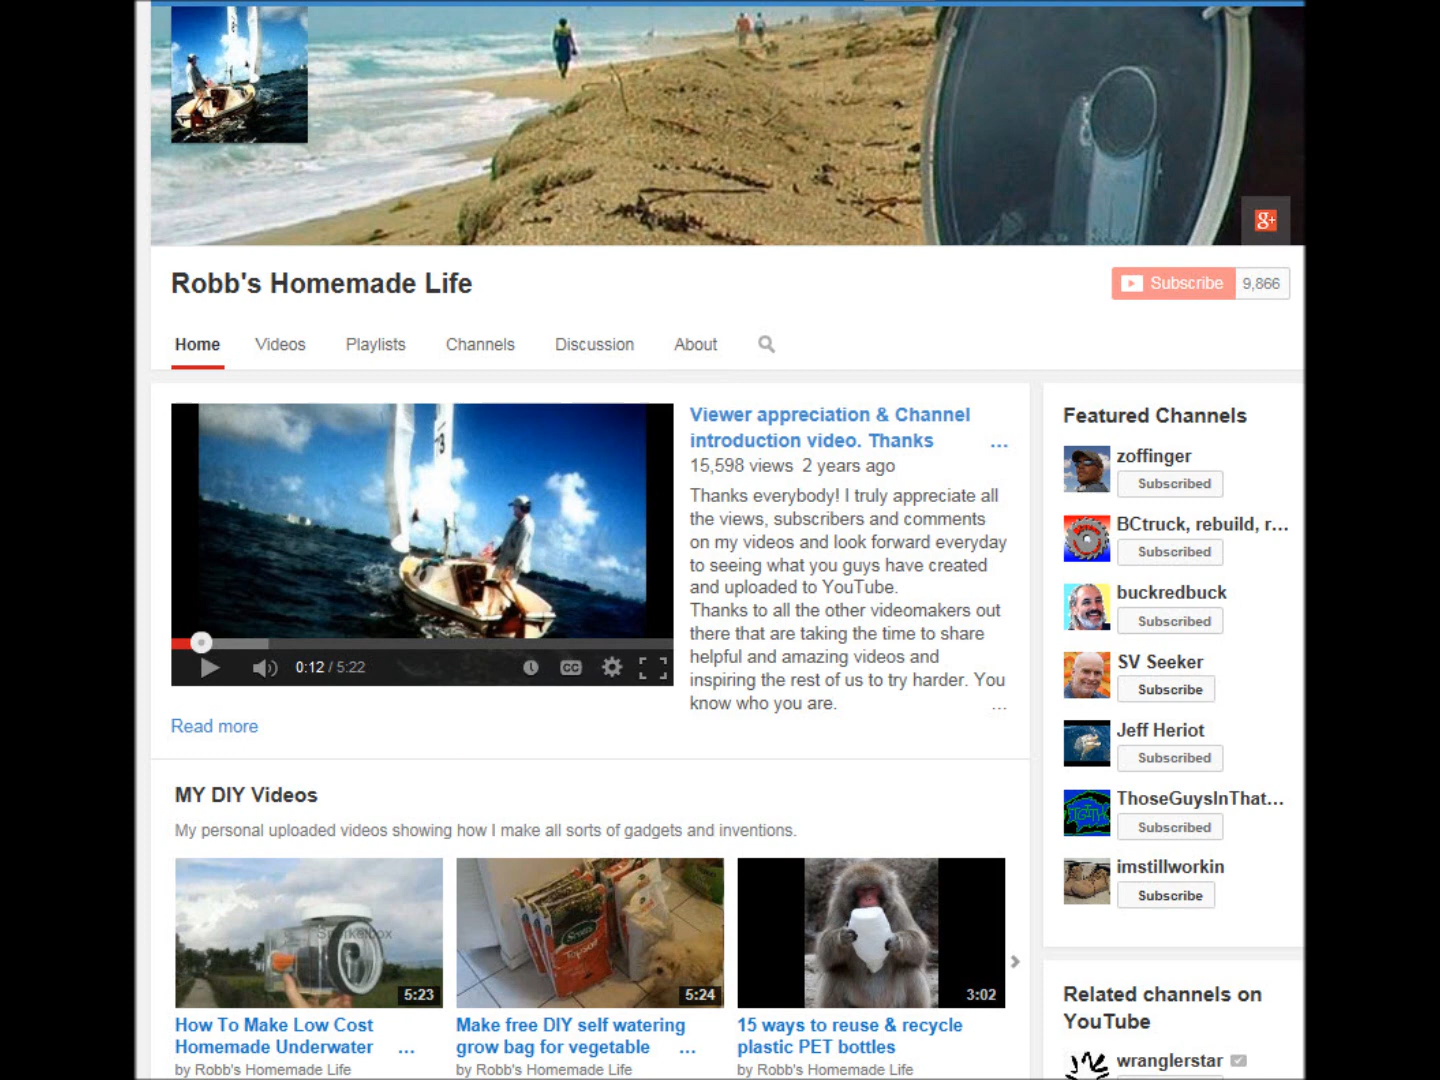 g+
Robb's Homemade Life
Subscribe 9,866
Home Videos Playlists Channels Discussion About
3
Viewer appreciation & Channel
introduction video. Thanks ...
15,598 views 2 years ago
Thanks everybody! I truly appreciate all
the views, subscribers and comments
on my videos and look forward everyday
to seeing what you guys have created
and uploaded to YouTube.
Thanks to all the other videomakers out
there that are taking the time to share
helpful and amazing videos and
inspiring the rest of us to try harder. You
know who you are. ...
0:12 / 5:22
CC
Read more
MY DIY Videos
My personal uploaded videos showing how I make all sorts of gadgets and inventions.
5:23
How To Make Low Cost
Homemade Underwater ...
by Robb's Homemade Life
Scotts
5:24
Make free DIY self watering
grow bag for vegetable ...
by Robb's Homemade Life
3:02
15 ways to reuse & recycle
plastic PET bottles
by Robb's Homemade Life
Featured Channels
zoffinger
Subscribed
BCtruck, rebuild, r...
Subscribed
buckredbuck
Subscribed
SV Seeker
Subscribe
Jeff Heriot
Subscribed
ThoseGuysInThat...
Subscribed
imstillworkin
Subscribe
Related channels on
YouTube
wranglerstar